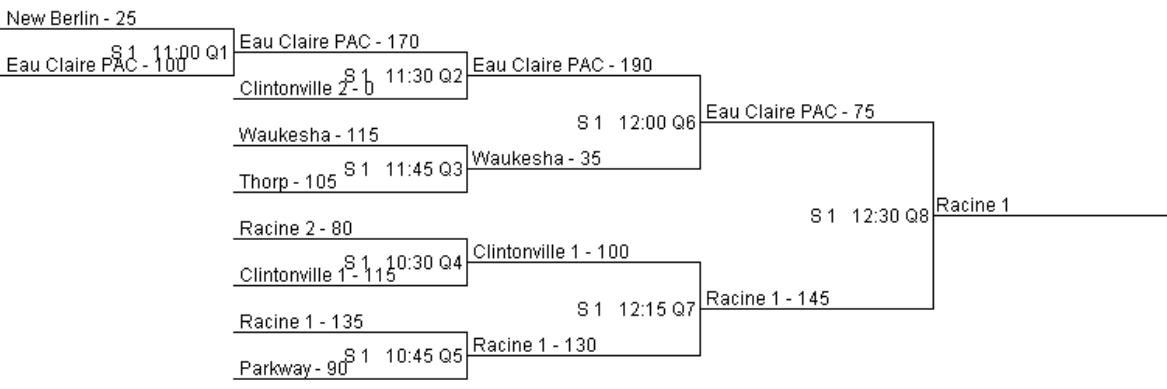 New Berlin - 25
S 1 11:00 Q1
Eau Claire PAC - 100
Eau Claire PAC - 170
S 1 11:30 Q2
Clintonville 2 - 0
Eau Claire PAC - 190
S 1 12:00 Q6
Eau Claire PAC - 75
Waukesha - 115
S 1 11:45 Q3
Thorp - 105
Waukesha - 35
S 1 12:30 Q8
Racine 1
Racine 2 - 80
S 1 10:30 Q4
Clintonville 1 - 115
Clintonville 1 - 100
S 1 12:15 Q7
Racine 1 - 145
Racine 1 - 135
S 1 10:45 Q5
Parkway - 90
Racine 1 - 130